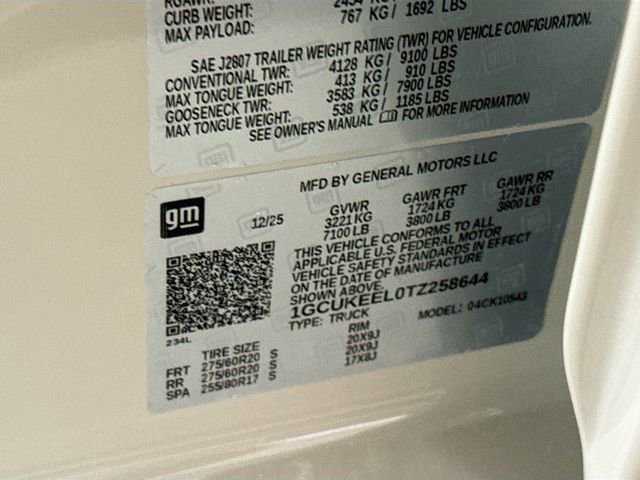 CURB WEIGHT:
MAX PAYLOAD: 767 KG / 1692 LBS
SAE J2807 TRAILER WEIGHT RATING (TWR) FOR VEHICLE CONFIGURATION.
CONVENTIONAL TWR: 4128 KG / 9100 LBS
MAX TONGUE WEIGHT: 413 KG / 910 LBS
GOOSENECK TWR: 3583 KG / 7900 LBS
MAX TONGUE WEIGHT: 538 KG / 1185 LBS
SEE OWNER'S MANUAL FOR MORE INFORMATION
MFD BY GENERAL MOTORS LLC
gm
12/25
GVWR GAWR FRT GAWR RR
3221 KG 1724 KG 1724 KG
7100 LB 3800 LB 3800 LB
THIS VEHICLE CONFORMS TO ALL
APPLICABLE U.S. FEDERAL MOTOR
VEHICLE SAFETY STANDARDS IN EFFECT
ON THE DATE OF MANUFACTURE
SHOWN ABOVE.
1GCUKEEL0TZ258644
TYPE: TRUCK MODEL: 04CK10543
234L
TIRE SIZE RIM
FRT 275/60R20 S 20X9J
RR 275/60R20 S 20X9J
SPA 255/80R17 S 17X8J